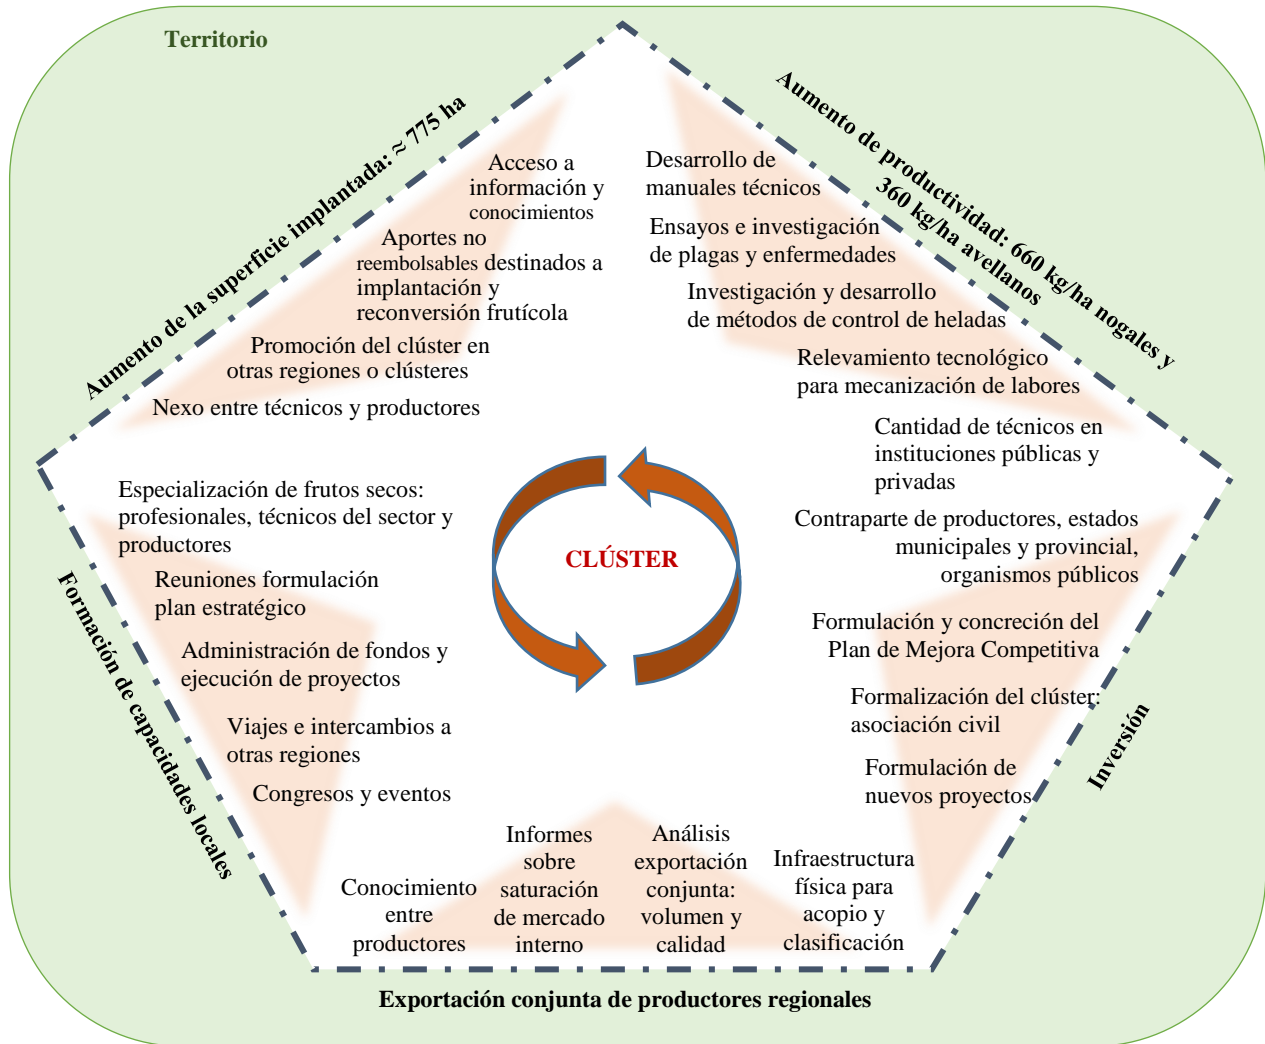 Territorio
Aumento de la superficie implantada: ≈ 775 ha
Acceso a
información y
conocimientos
Aportes no
reembolsables destinados a
implantación y
reconversión frutícola
Promoción del clúster en
otras regiones o clústeres
Nexo entre técnicos y productores
Aumento de productividad: 660 kg/ha nogales y
360 kg/ha avellanos
Desarrollo de
manuales técnicos
Ensayos e investigación
de plagas y enfermedades
Investigación y desarrollo
de métodos de control de heladas
Relevamiento tecnológico
para mecanización de labores
Cantidad de técnicos en
instituciones públicas y
privadas
CLÚSTER
Formación de capacidades locales
Especialización de frutos secos:
profesionales, técnicos del sector y
productores
Reuniones formulación
plan estratégico
Administración de fondos y
ejecución de proyectos
Viajes e intercambios a
otras regiones
Congresos y eventos
Contraparte de productores, estados
municipales y provincial,
organismos públicos
Formulación y concreción del
Plan de Mejora Competitiva
Formalización del clúster:
asociación civil
Formulación de
nuevos proyectos
Inversión
Conocimiento
entre
productores
Informes
sobre
saturación
de mercado
interno
Análisis
exportación
conjunta:
volumen y
calidad
Infraestructura
física para
acopio y
clasificación
Exportación conjunta de productores regionales